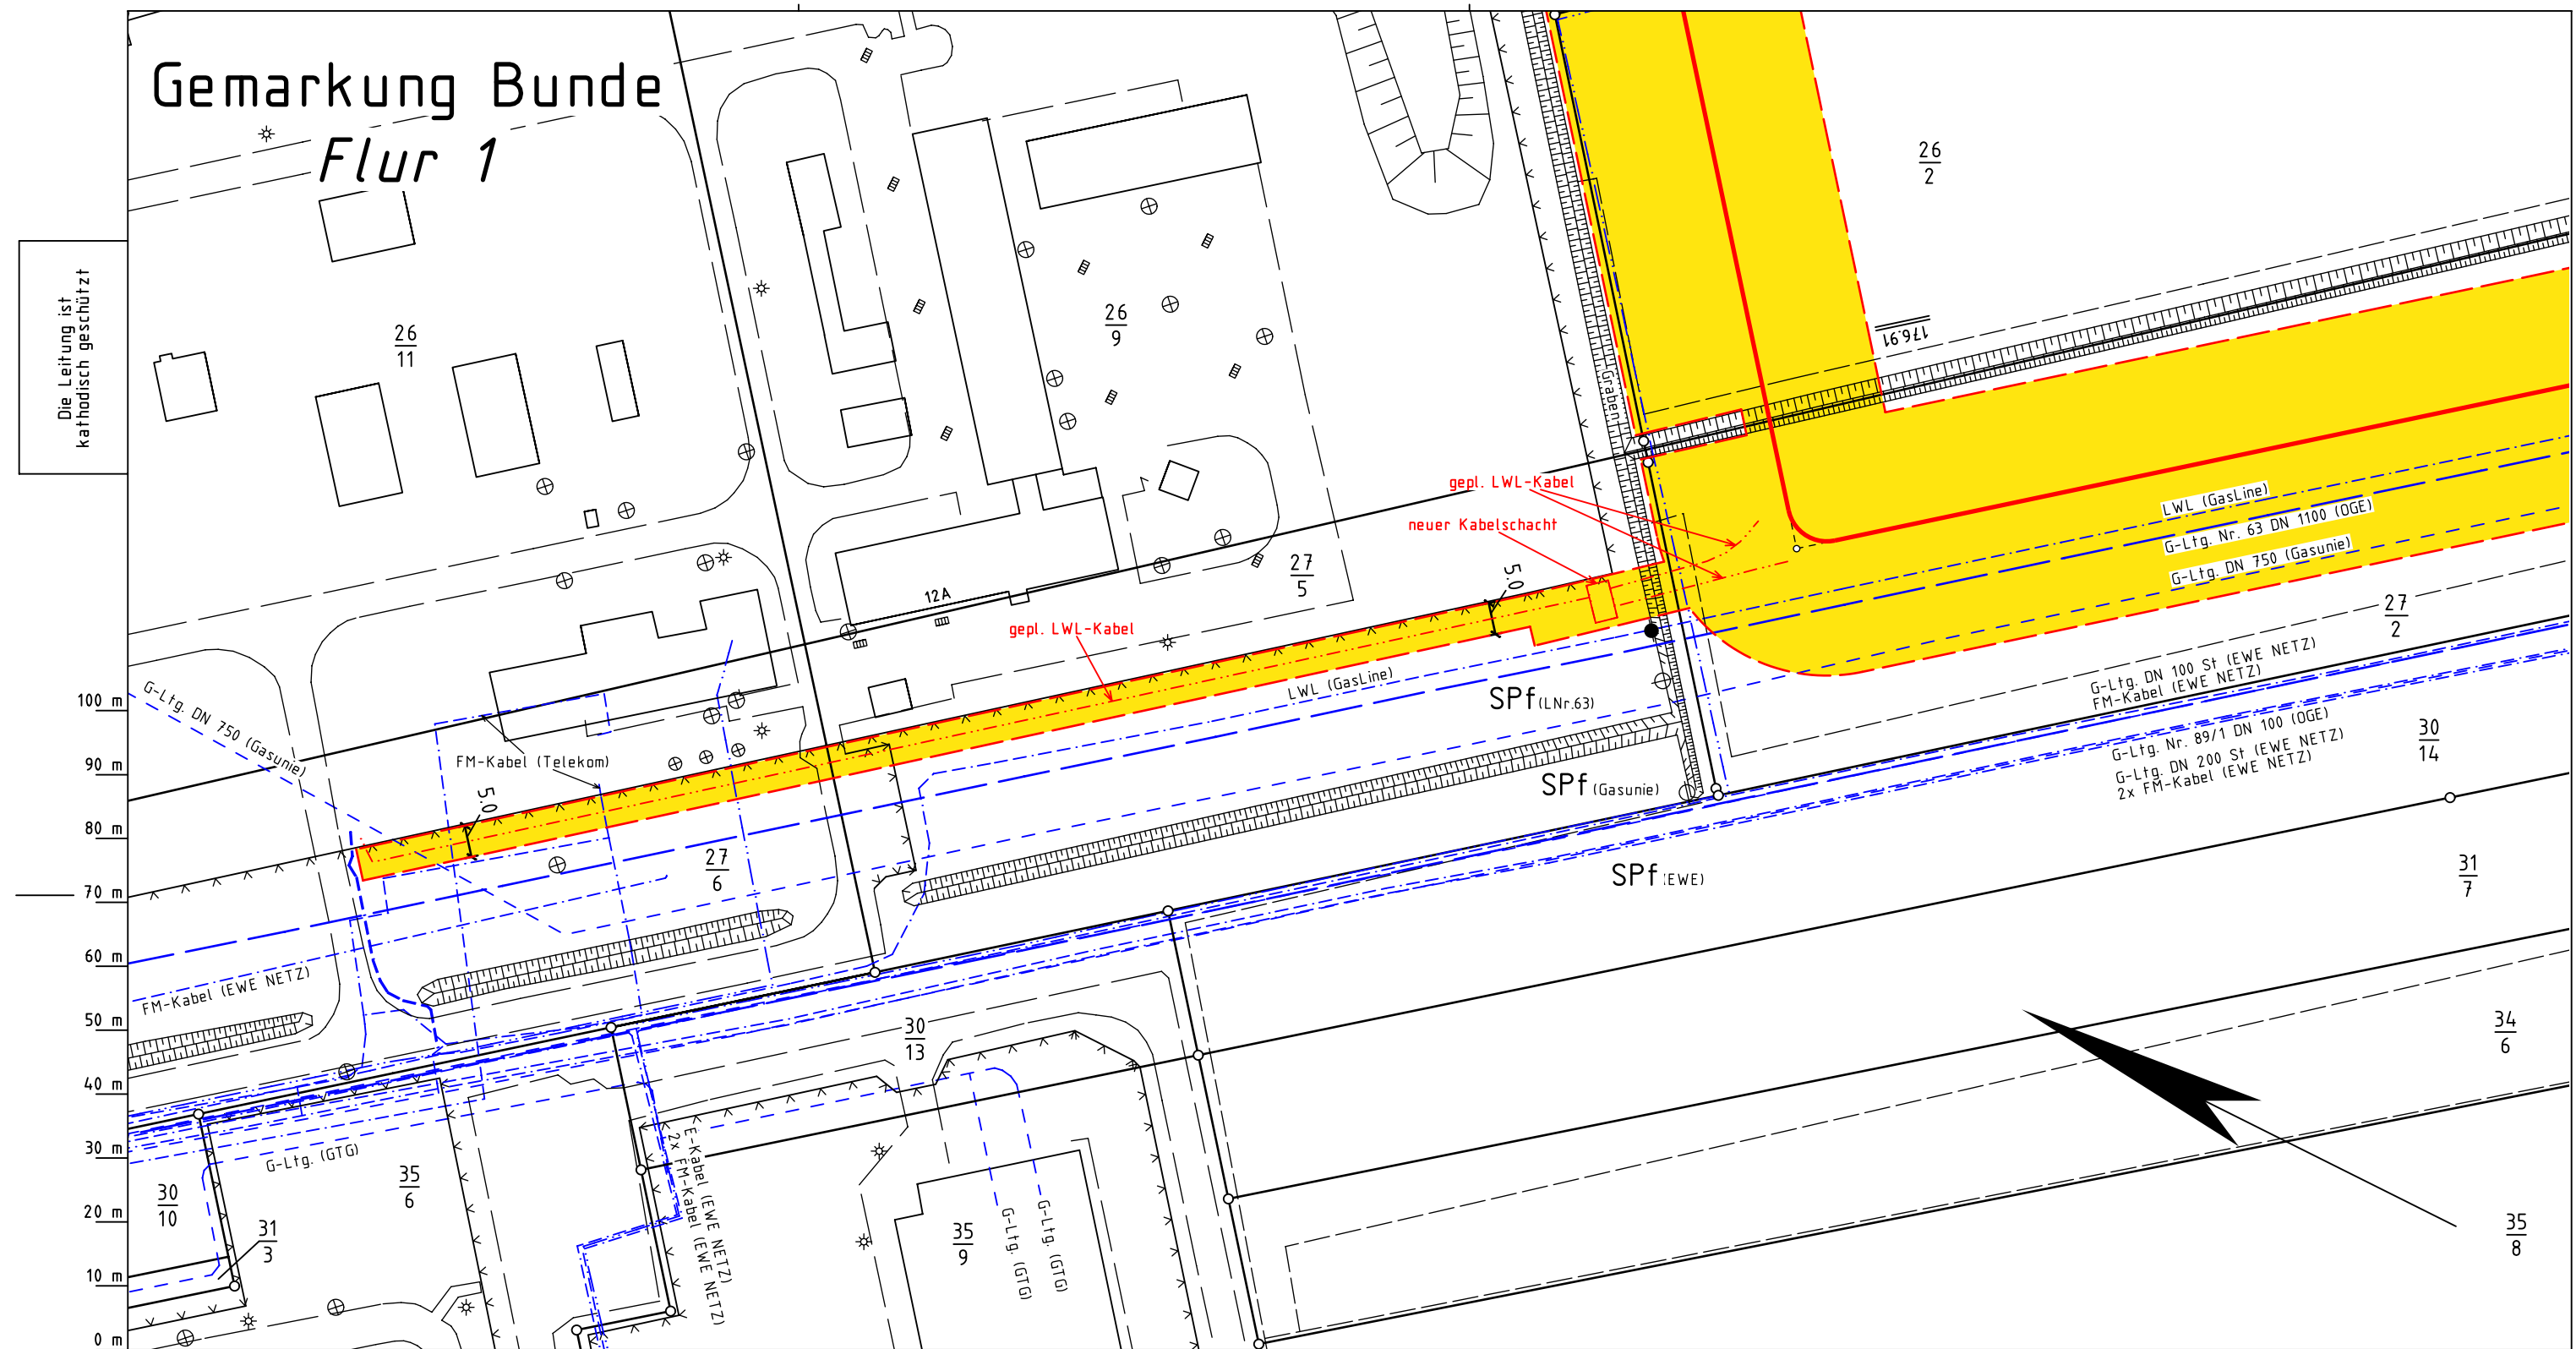 Gemarkung Bunde
Flur 1
Die Leitung ist
kathodisch geschützt
26
2
26
11
26
9
176.91
Graben
gepl. LWL-Kabel
neuer Kabelschacht
LWL (GasLine)
G-Ltg. Nr. 63 DN 1100 (OGE)
G-Ltg. DN 750 (Gasunie)
27
5
5.0
12A
gepl. LWL-Kabel
27
2
LWL (GasLine)
SPf (LNr.63)
G-Ltg. DN 100 St (EWE NETZ)
FM-Kabel (EWE NETZ)
G-Ltg. DN 750 (Gasunie)
100 m
FM-Kabel (Telekom)
G-Ltg. Nr. 89/1 DN 100 (OGE)
G-Ltg. DN 200 St (EWE NETZ)
2x FM-Kabel (EWE NETZ)
30
14
90 m
SPf (Gasunie)
5.0
80 m
27
6
SPf (EWE)
31
7
70 m
60 m
FM-Kabel (EWE NETZ)
50 m
30
13
34
6
40 m
30 m
G-Ltg. (GTG)
35
6
E-Kabel (EWE NETZ)
2x FM-Kabel (EWE NETZ)
30
10
20 m
31
3
35
9
G-Ltg. (GTG)
G-Ltg. (GTG)
35
8
10 m
0 m